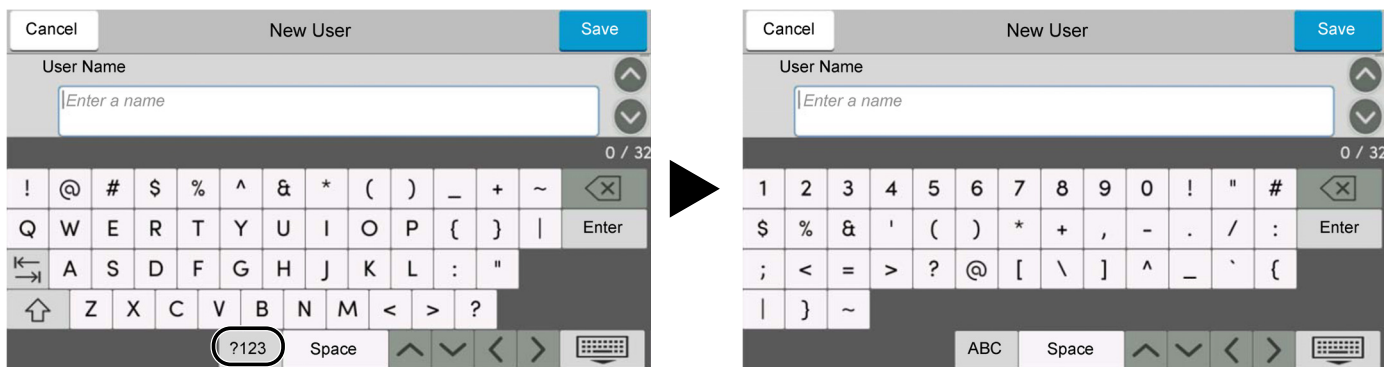 Cancel New User Save
User Name
Enter a name
0 / 32
! @ # $ % ^ & * ( ) _ + ~
Q W E R T Y U I O P { } | Enter
A S D F G H J K L : "
Z X C V B N M < > ?
?123 Space
Cancel New User Save
User Name
Enter a name
0 / 32
1 2 3 4 5 6 7 8 9 0 ! " #
$ % & ' ( ) * + , - . / : Enter
; < = > ? @ [ \ ] ^ _ ` {
| } ~
ABC Space